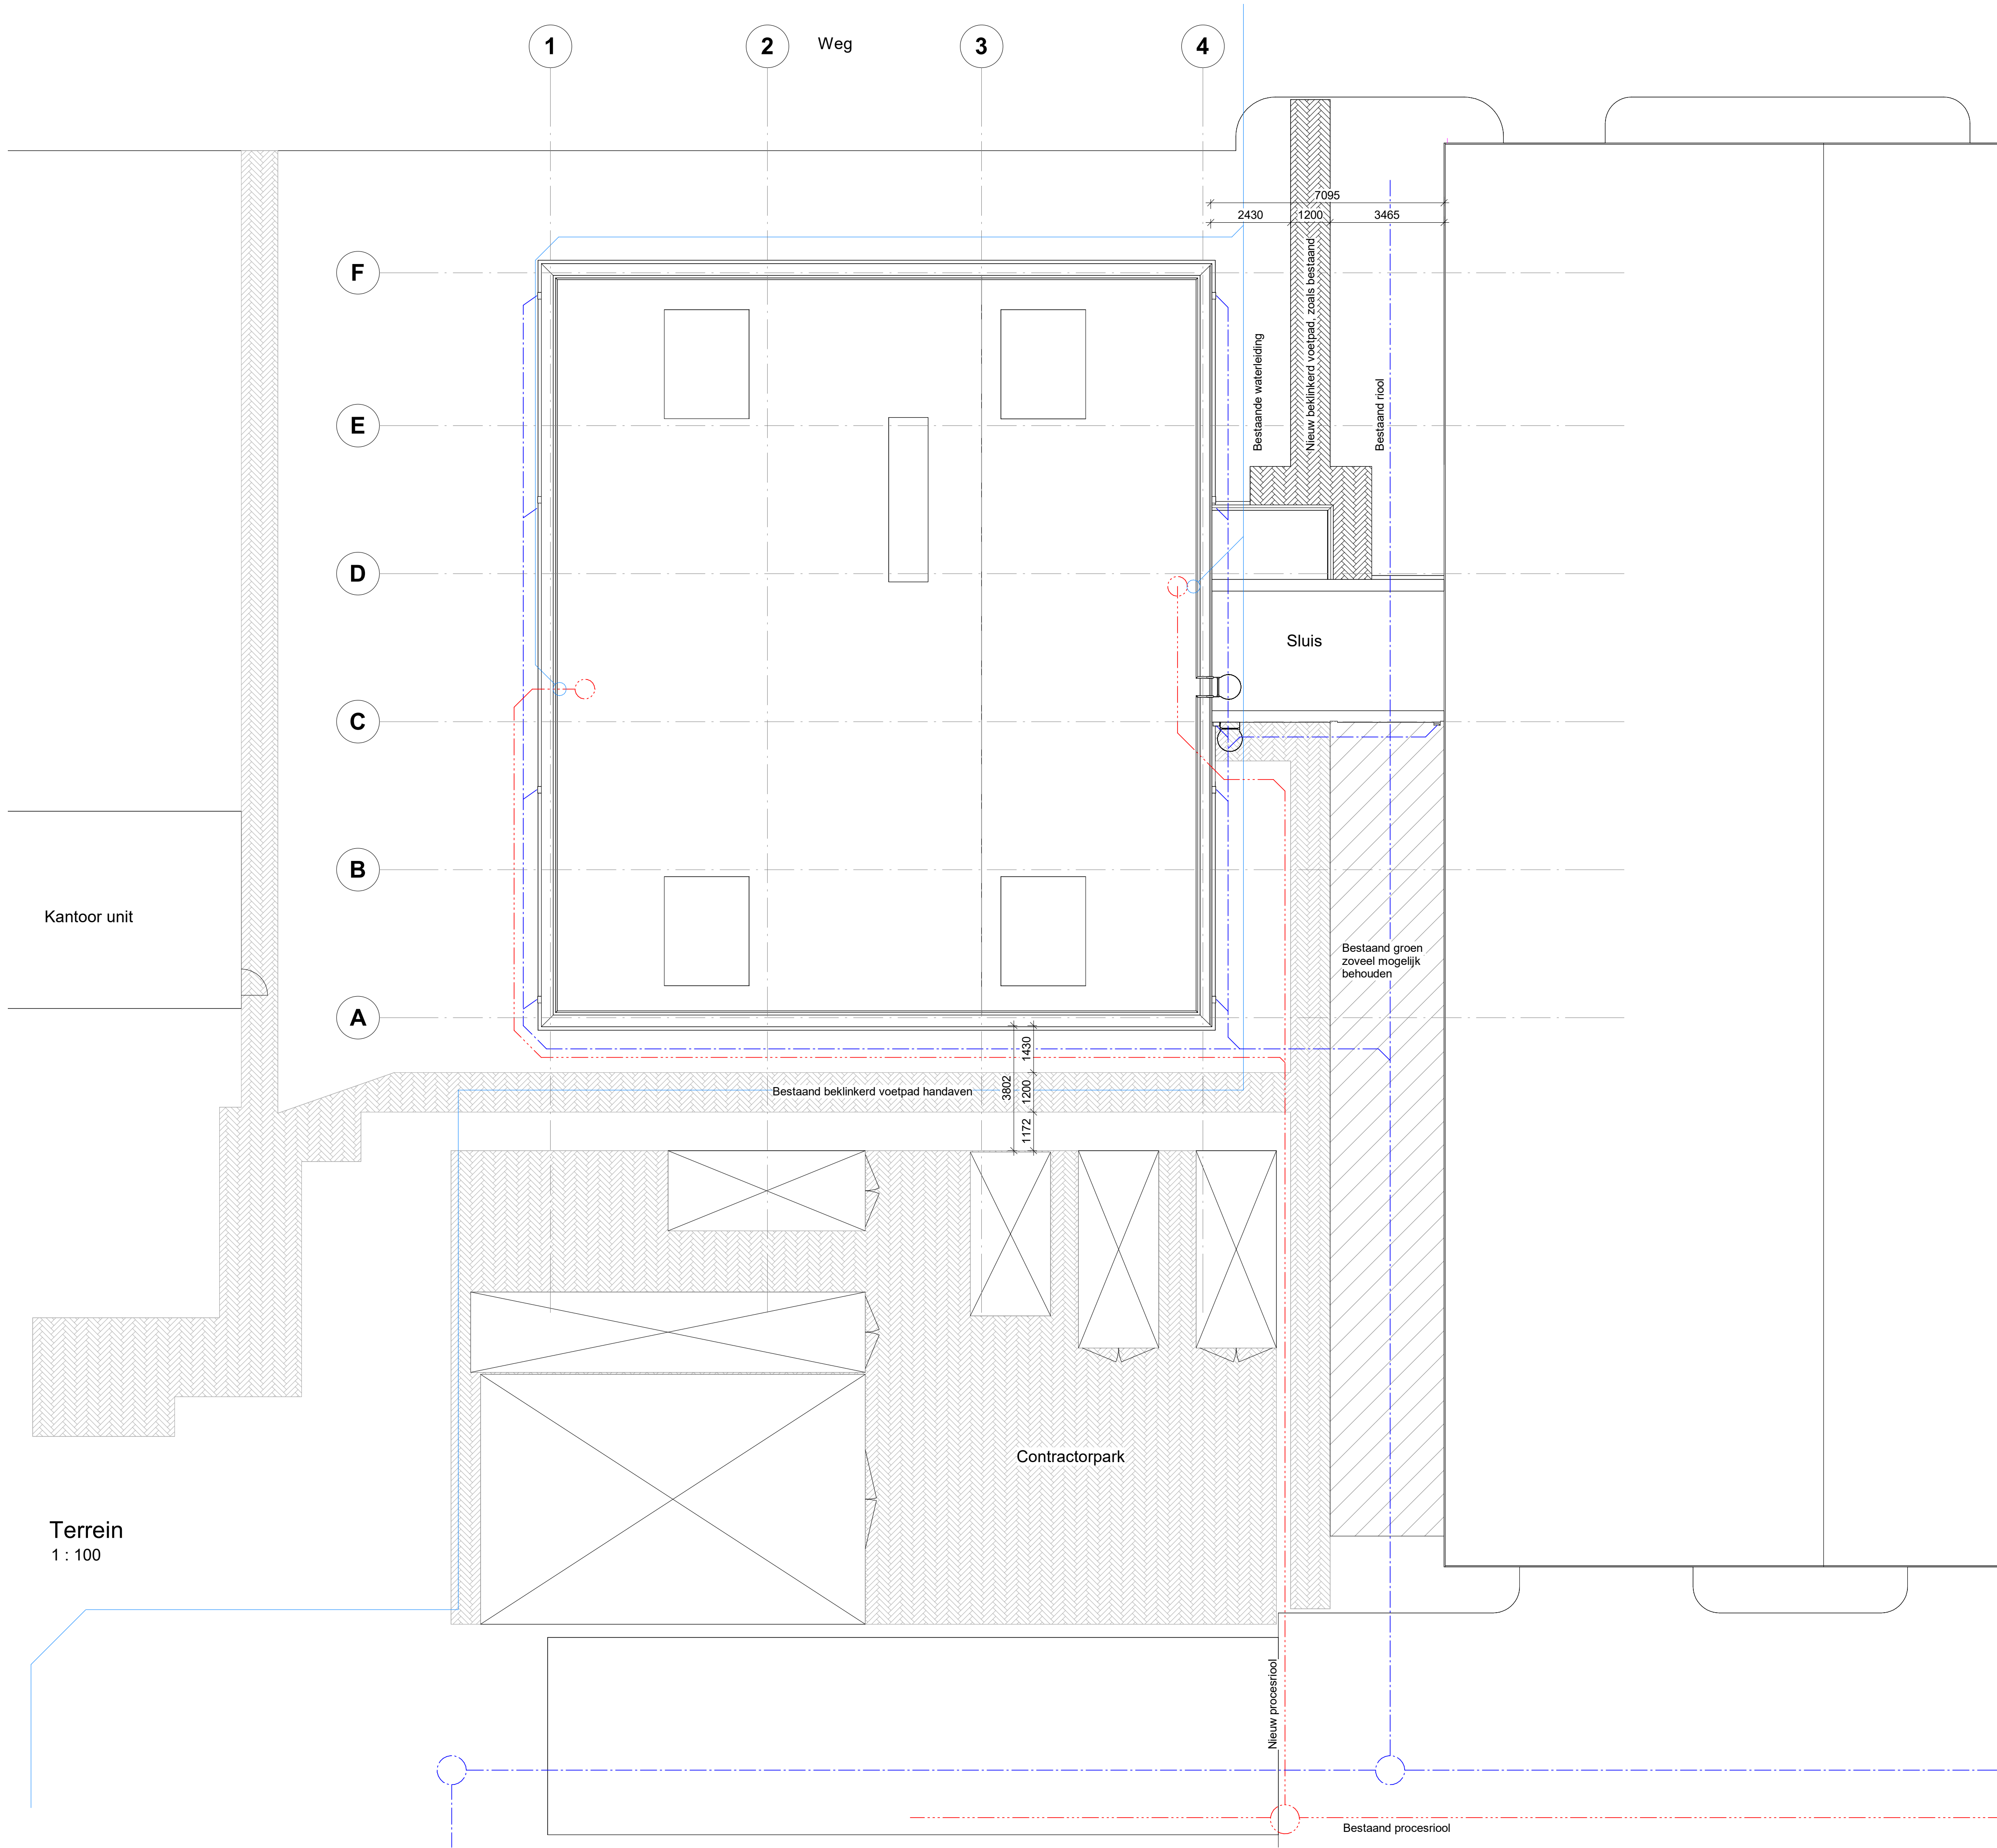 1
2
Weg
3
4
7095
2430
1200
3465
F
E
D
C
B
A
Bestaande waterleiding
Nieuw beklinkerd voetpad, zoals bestaand
Bestaand riool
Sluis
Kantoor unit
Bestaand groen
zoveel mogelijk
behouden
1430
3802
1200
1172
Bestaand beklinkerd voetpad handaven
Contractorpark
Terrein
1 : 100
Nieuw procesriool
Bestaand procesriool